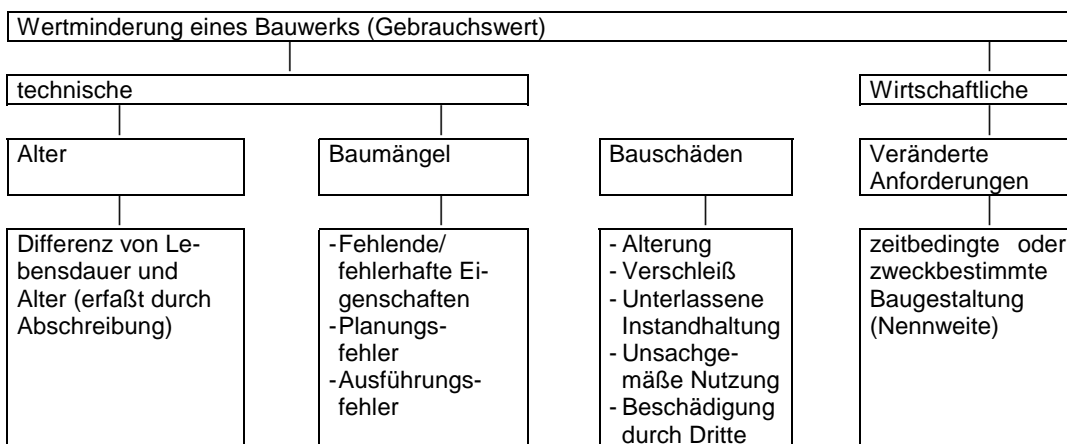 Wertminderung eines Bauwerks (Gebrauchswert)
technische
Wirtschaftliche
Alter
Baumängel
Bauschäden
Veränderte
Anforderungen
Differenz von Le-
bensdauer und
Alter (erfaßt durch
Abschreibung)
-Fehlende/
fehlerhafte Ei-
genschaften
-Planungs-
fehler
-Ausführungs-
fehler
- Alterung
- Verschleiß
- Unterlassene
Instandhaltung
- Unsachge-
mäße Nutzung
- Beschädigung
durch Dritte
zeitbedingte oder
zweckbestimmte
Baugestaltung
(Nennweite)